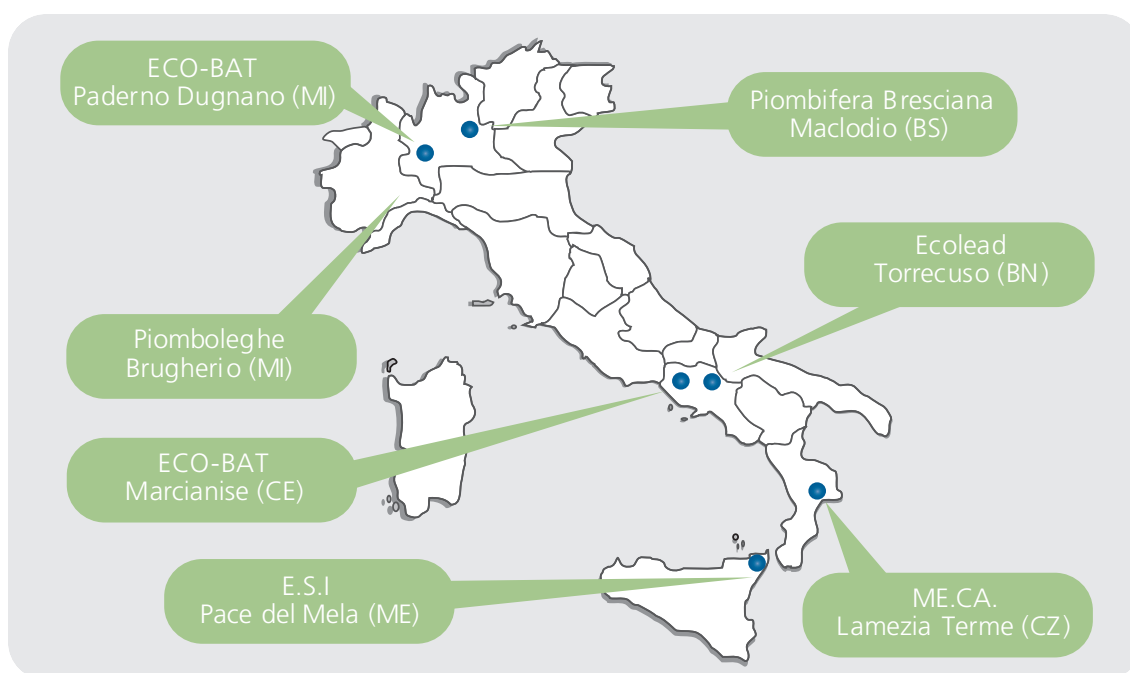 ECO-BAT
Paderno Dugnano (MI)
Piombifera Bresciana
Maclodio (BS)
Ecolead
Torrecuso (BN)
Piomboleghe
Brugherio (MI)
ECO-BAT
Marcianise (CE)
E.S.I
Pace del Mela (ME)
ME.CA.
Lamezia Terme (CZ)